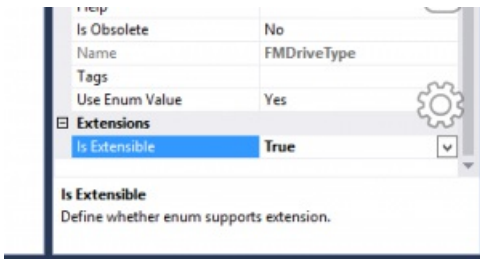 Help
Is Obsolete No
Name FMDriveType
Tags
Use Enum Value Yes
Extensions
Is Extensible True
Is Extensible
Define whether enum supports extension.